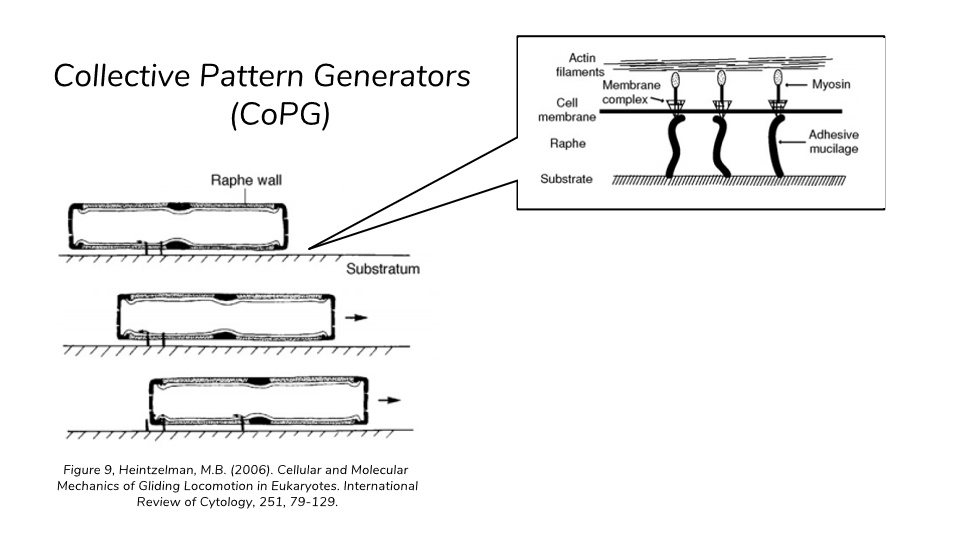 Collective Pattern Generators
(CoPG)
Actin
filaments
Membrane
complex
Myosin
Cell
membrane
Raphe
Adhesive
mucilage
Substrate
Raphe wall
Substratum
Figure 9, Heintzelman, M.B. (2006). Cellular and Molecular
Mechanics of Gliding Locomotion in Eukaryotes. International
Review of Cytology, 251, 79-129.